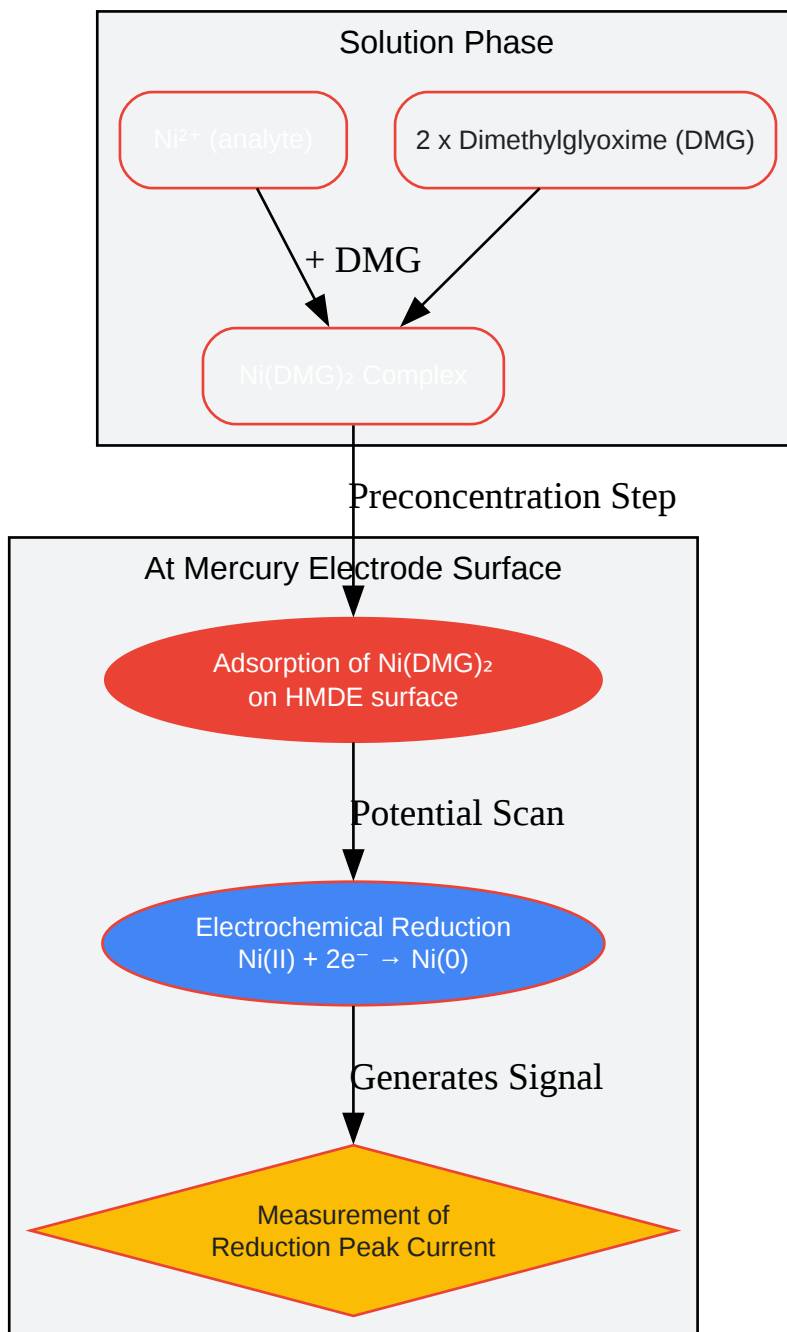 Solution Phase
Ni²⁺ (analyte)
2 x Dimethylglyoxime (DMG)
+ DMG
Ni(DMG)₂ Complex
Preconcentration Step
At Mercury Electrode Surface
Adsorption of Ni(DMG)₂
on HMDE surface
Potential Scan
Electrochemical Reduction
Ni(II) + 2e⁻ → Ni(0)
Generates Signal
Measurement of
Reduction Peak Current